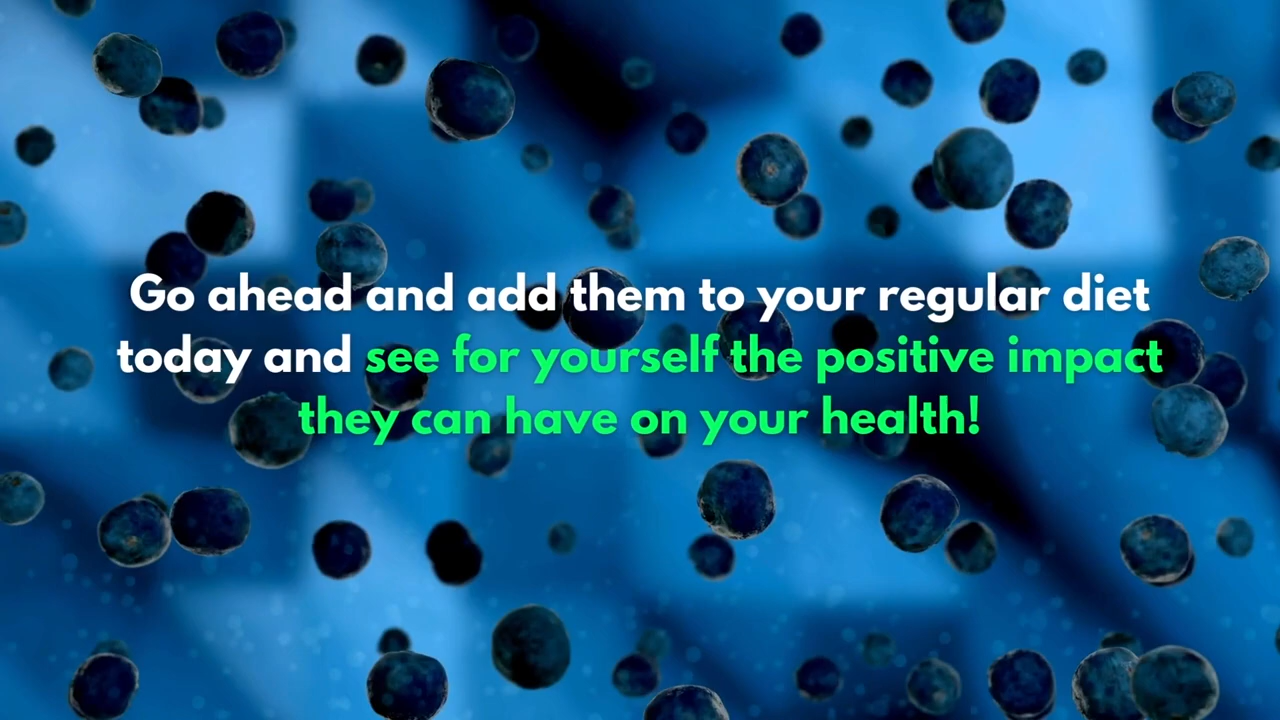 Go ahead and add them to your regular diet
today and see for yourself the positive impact
they can have on your health!